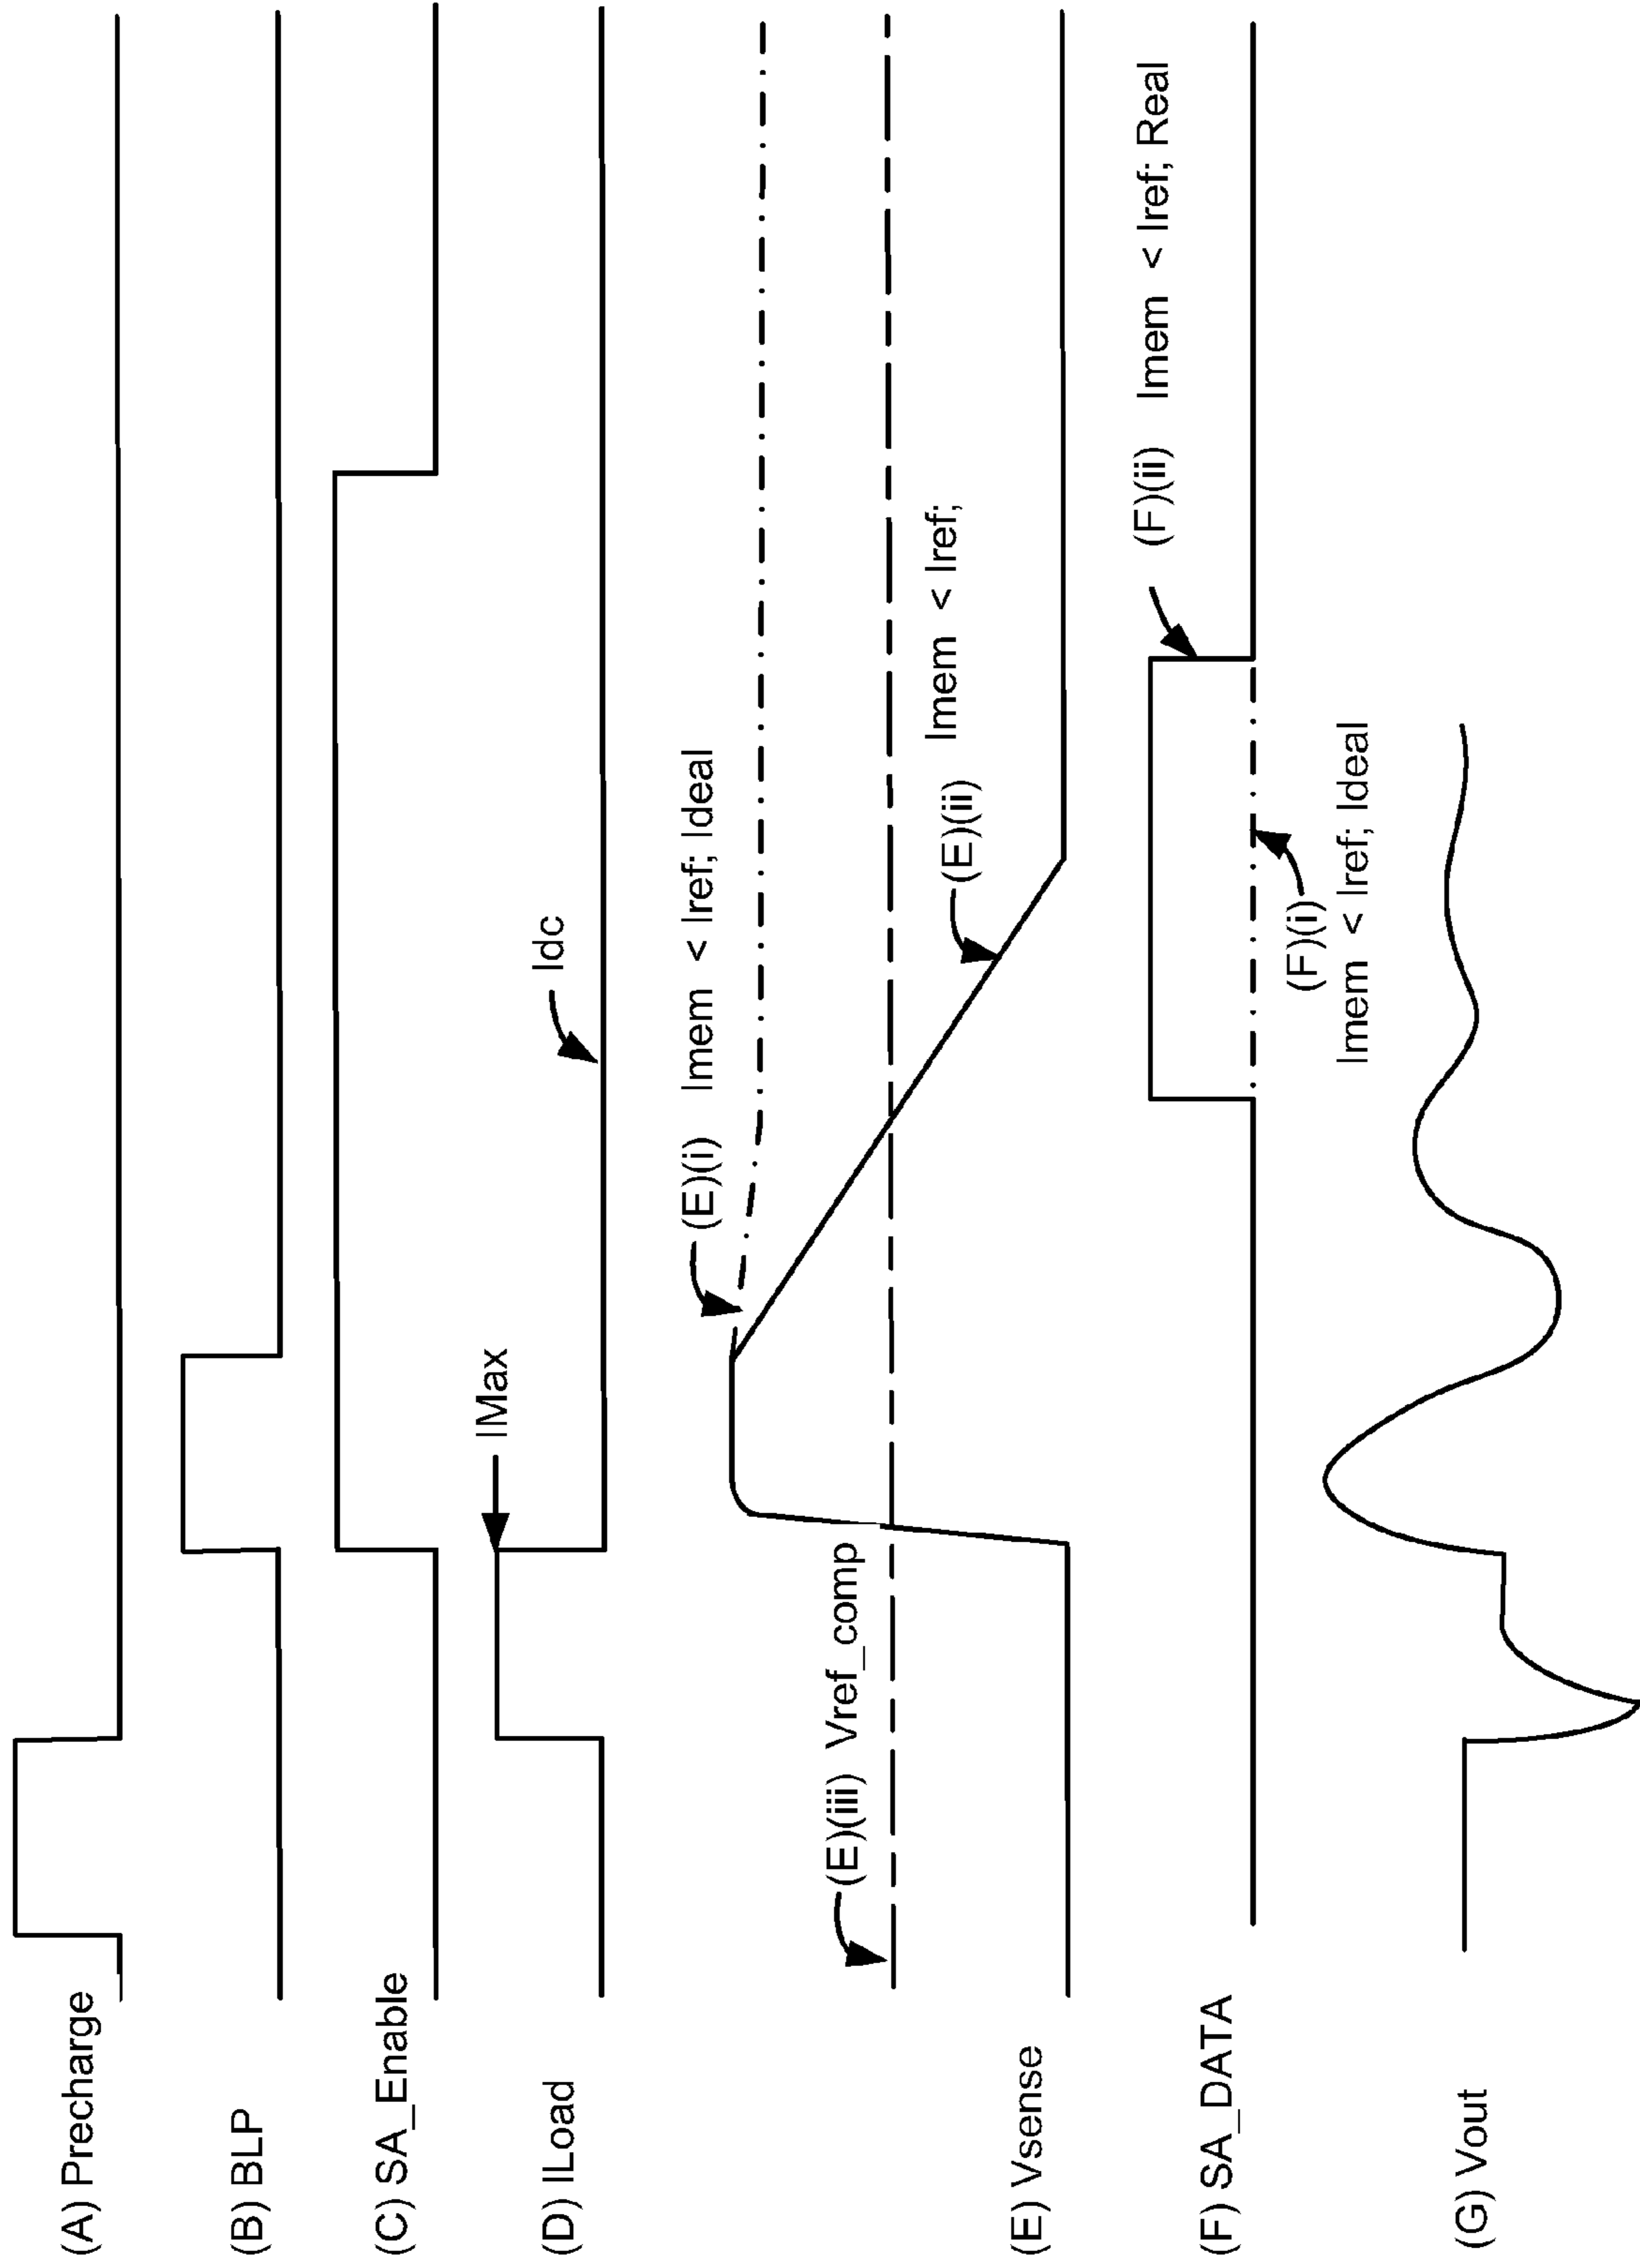 (A) Precharge
(B) BLP
(C) SA_Enable
(D) ILoad
IMax
Idc
(E)(i) Imem < Iref; Ideal
(E)(iii) Vref_comp
(E)(ii) Imem < Iref;
(E) Vsense
(F)(ii) Imem < Iref; Real
(F) SA_DATA
(F)(i)
Imem < Iref; Ideal
(G) Vout